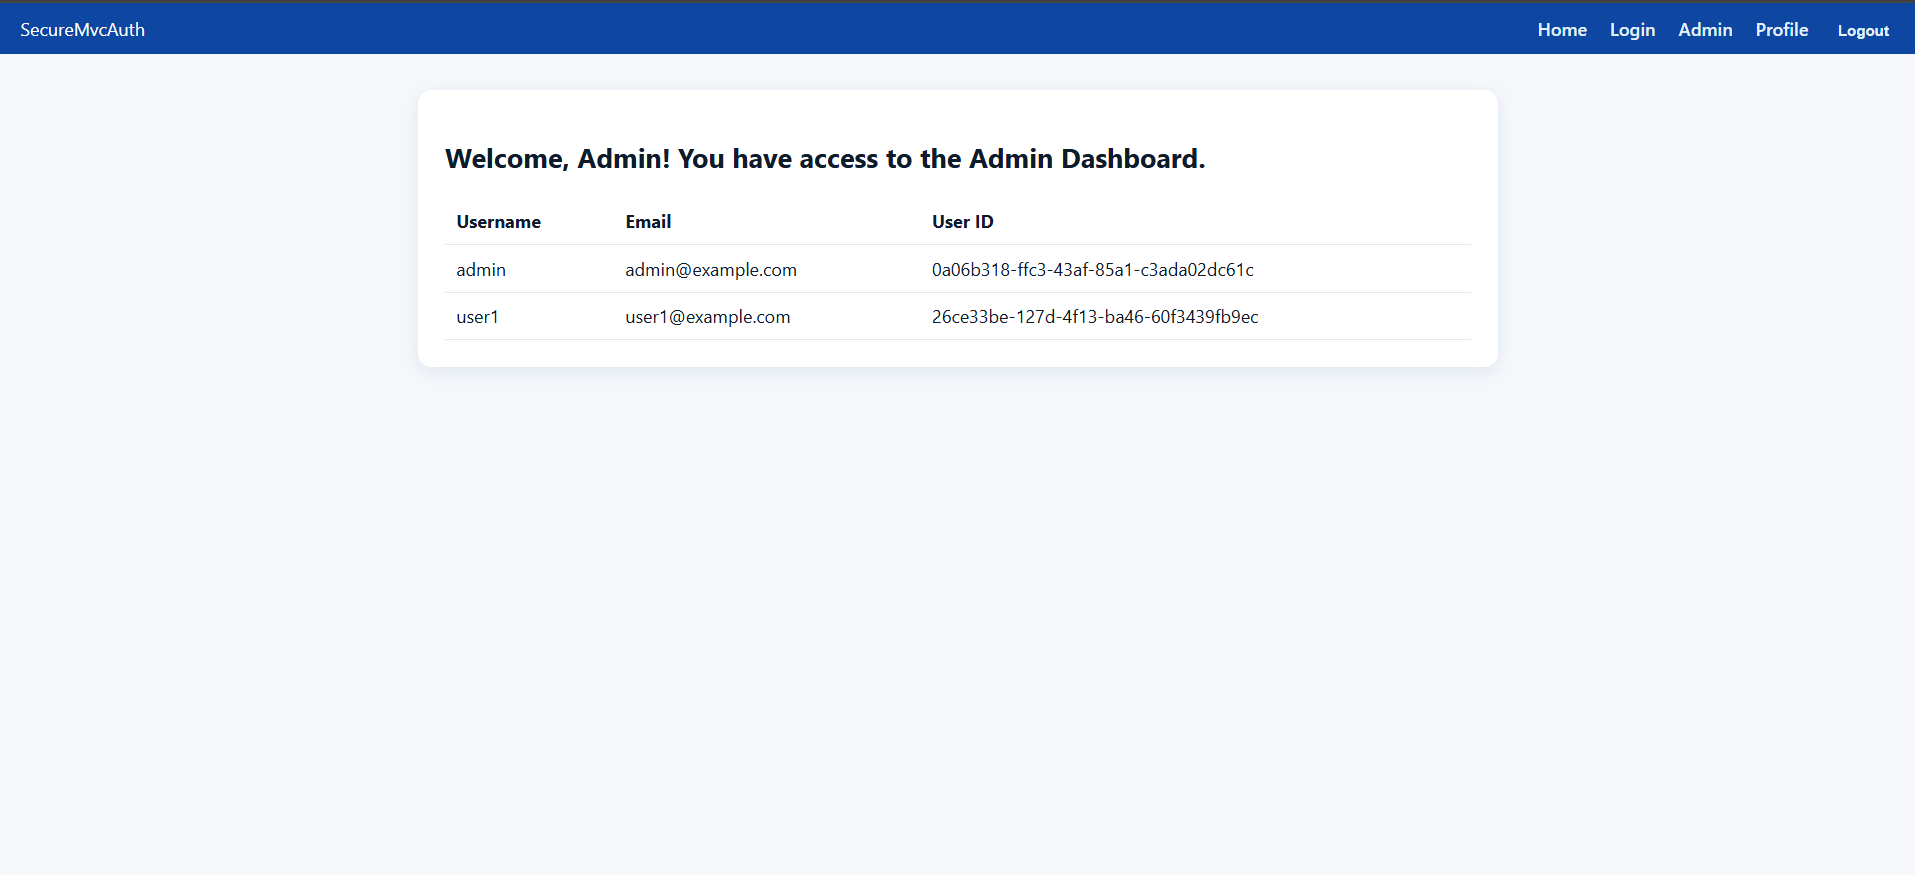 SecureMvcAuth Home Login Admin Profile Logout
Welcome, Admin! You have access to the Admin Dashboard.
Username Email User ID
admin admin@example.com 0a06b318-ffc3-43af-85a1-c3ada02dc61c
user1 user1@example.com 26ce33be-127d-4f13-ba46-60f3439fb9ec